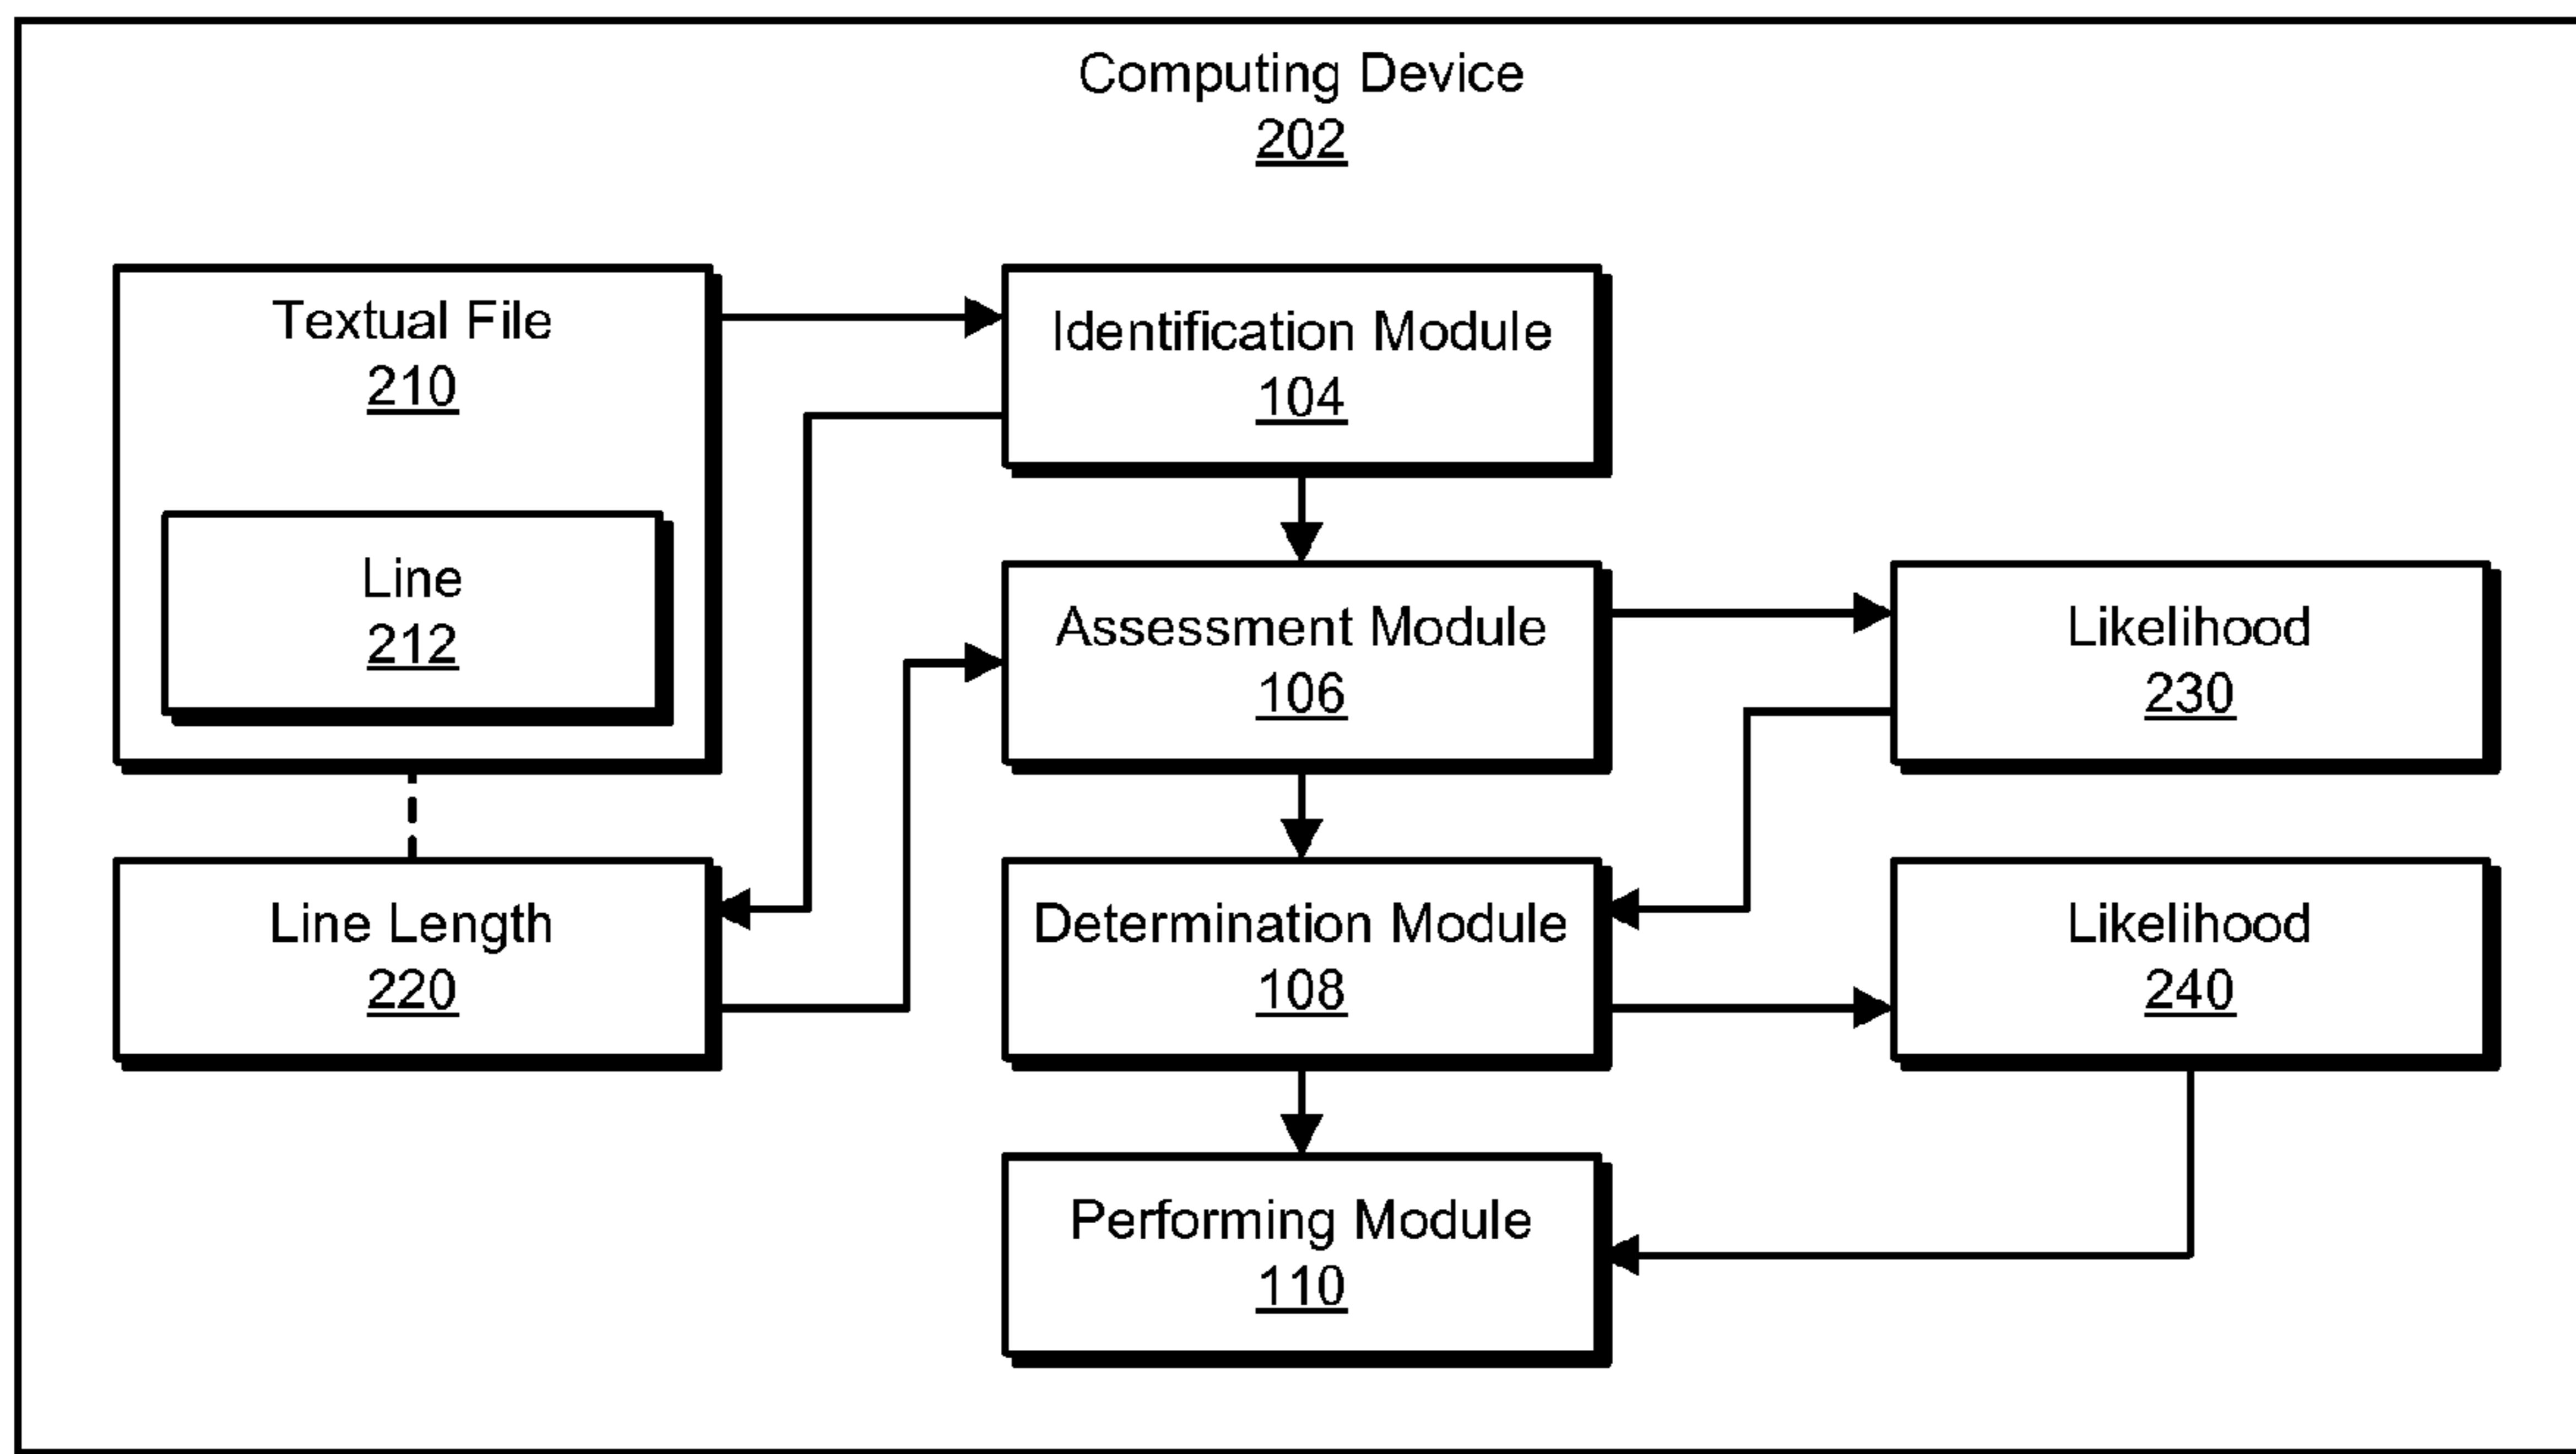 Computing Device
202
Textual File
210
Line
212
Identification Module
104
Assessment Module
106
Likelihood
230
Line Length
220
Determination Module
108
Likelihood
240
Performing Module
110